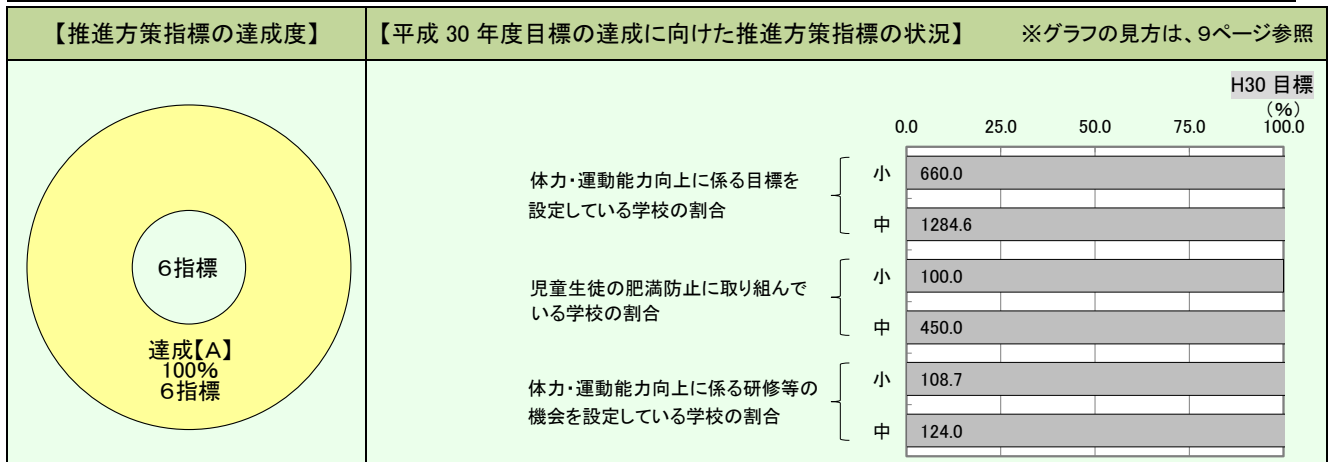 【推進方策指標の達成度】
【平成 30 年度目標の達成に向けた推進方策指標の状況】 ※グラフの見方は、9ページ参照
6指標
達成【A】
100%
6指標
H30 目標
(%)
0.0 25.0 50.0 75.0 100.0
体力・運動能力向上に係る目標を
設定している学校の割合
小 660.0
中 1284.6
児童生徒の肥満防止に取り組んで
いる学校の割合
小 100.0
中 450.0
体力・運動能力向上に係る研修等の
機会を設定している学校の割合
小 108.7
中 124.0